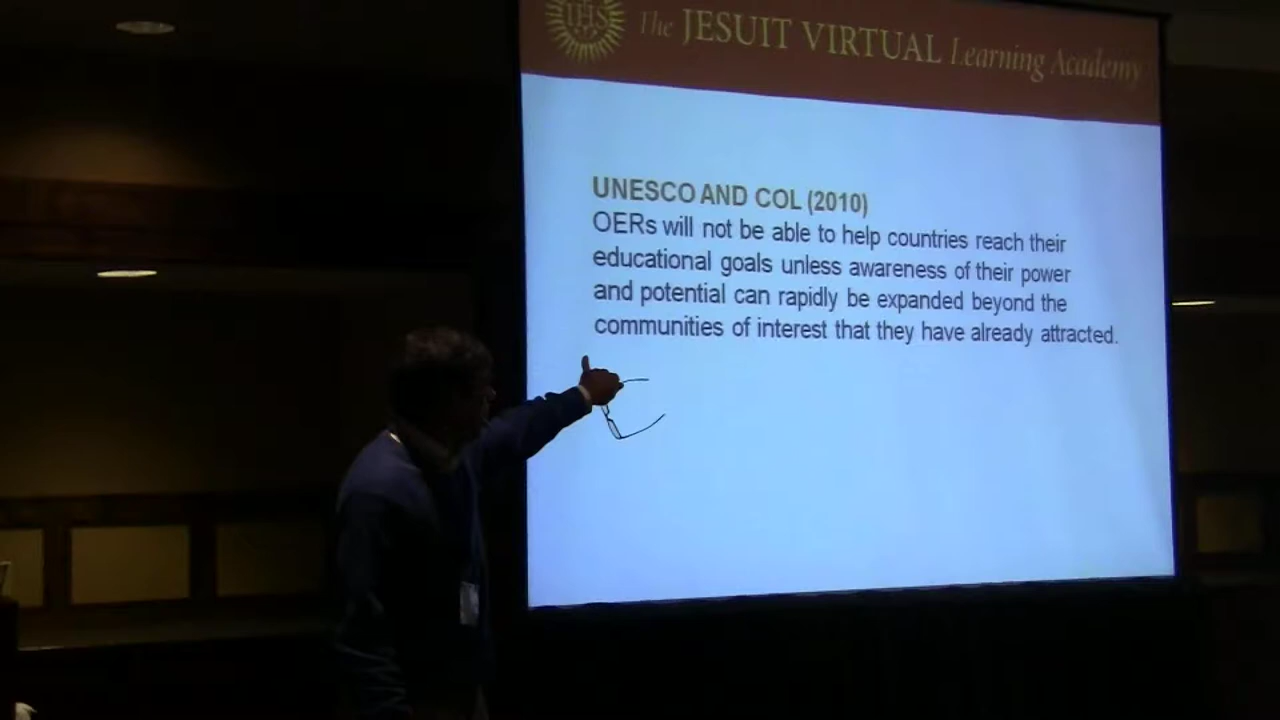 IHS
The JESUIT VIRTUAL Learning Academy
UNESCO AND COL (2010)
OERs will not be able to help countries reach their
educational goals unless awareness of their power
and potential can rapidly be expanded beyond the
communities of interest that they have already attracted.